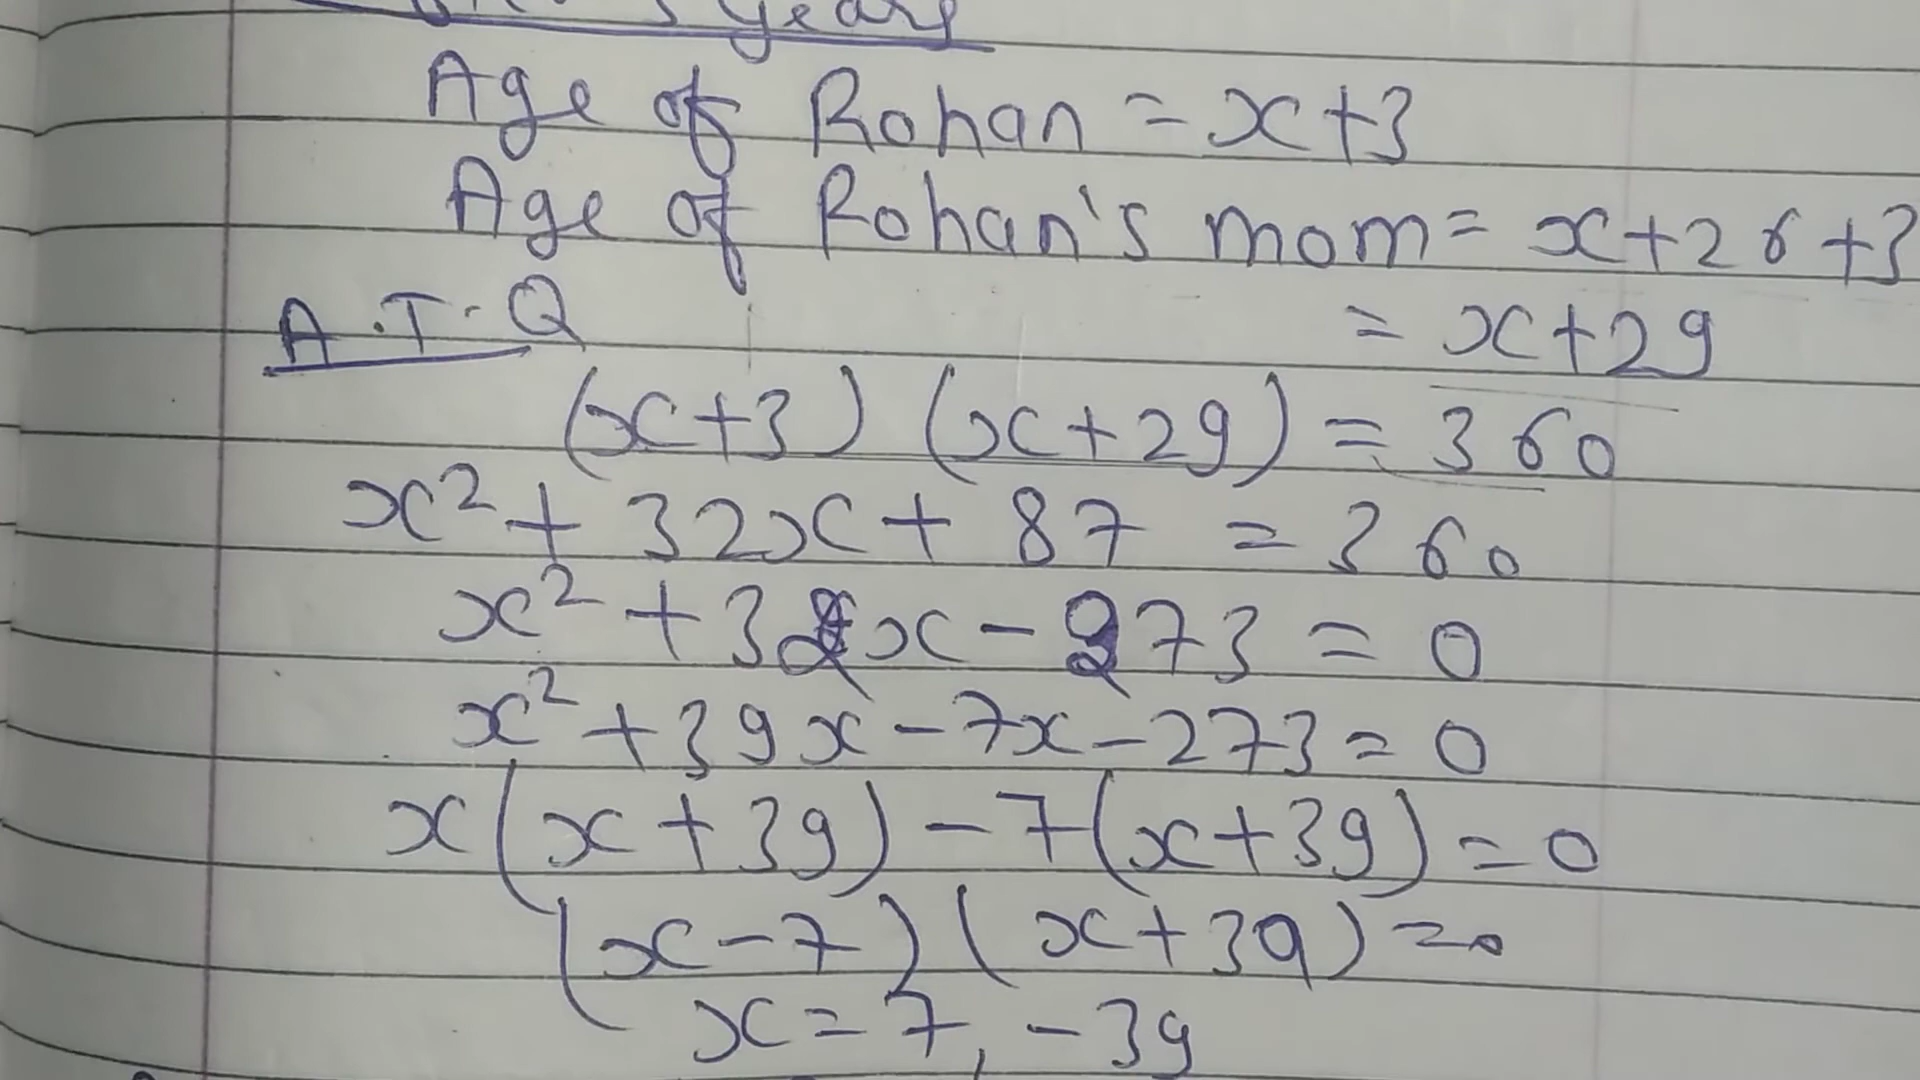 years
Age of Rohan = x+3
Age of Rohan's mom = x+26+3
= x+29
A.T.Q
(x+3) (x+29) = 360
x² + 32x + 87 = 360
x² + 32x - 273 = 0
x² + 39x - 7x - 273 = 0
x(x+39) - 7(x+39) = 0
(x-7) (x+39) = 0
x = 7, -39